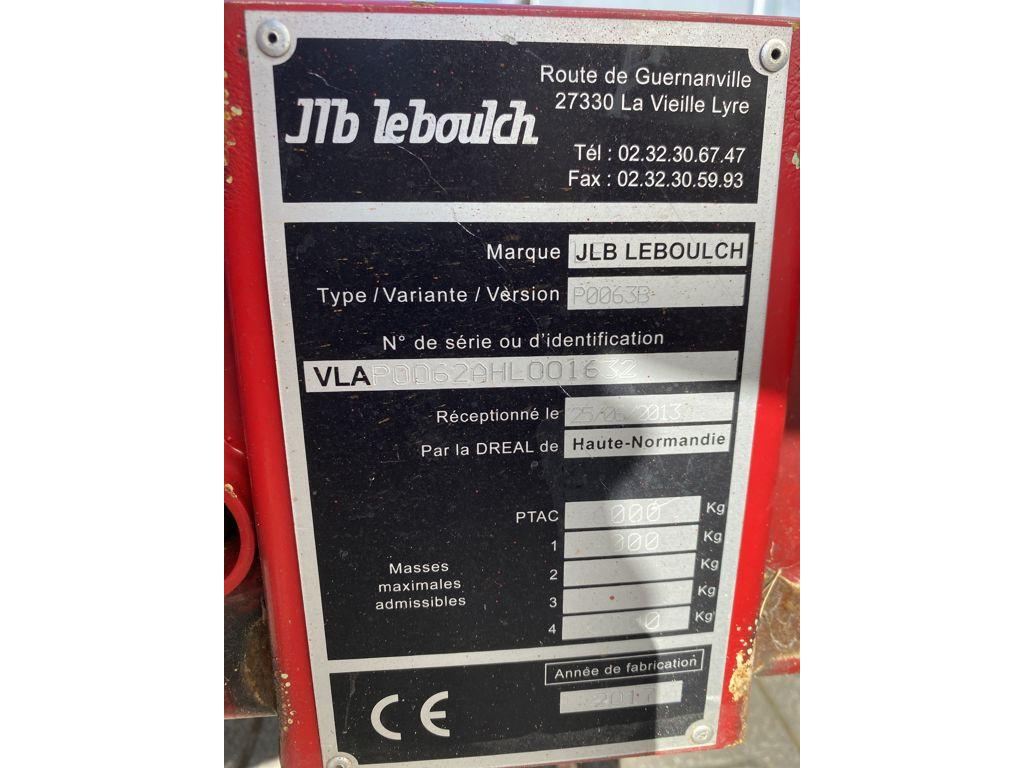 Jlb leboulch
Route de Guernanville
27330 La Vieille Lyre
Tél : 02.32.30.67.47
Fax : 02.32.30.59.93
Marque JLB LEBOULCH
Type / Variante / Version P0063B
N° de série ou d'identification
VLA P0062AHL001632
Réceptionné le
Par la DREAL de Haute-Normandie
PTAC Kg
1 Kg
2 Kg
3 Kg
4 0 Kg
Masses
maximales
admissibles
Année de fabrication
2017
CE